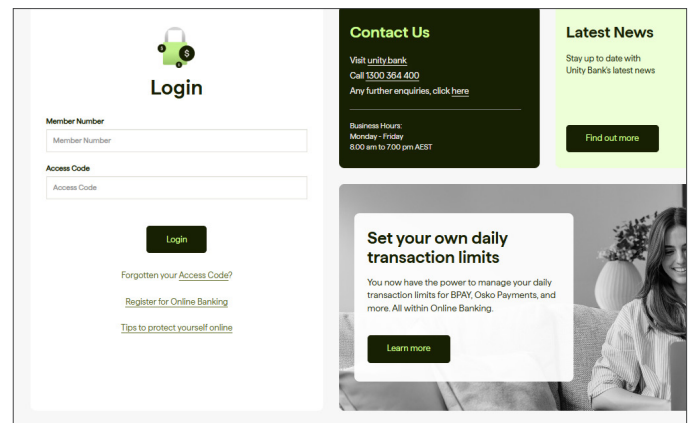 Login
Member Number
Member Number
Access Code
Access Code
Login
Forgotten your Access Code?
Register for Online Banking
Tips to protect yourself online
Contact Us
Visit unity.bank
Call 1300 364 400
Any further enquiries, click here
Business Hours:
Monday - Friday
8.00 am to 7.00 pm AEST
Latest News
Stay up to date with
Unity Bank's latest news
Find out more
Set your own daily
transaction limits
You now have the power to manage your daily
transaction limits for BPAY, Osko Payments, and
more. All within Online Banking.
Learn more